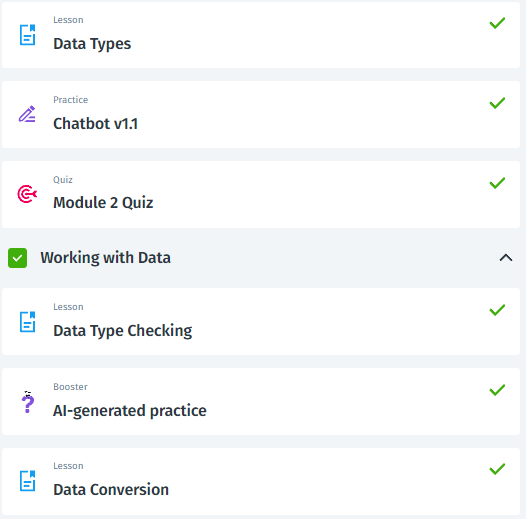 Lesson
Data Types
Practice
Chatbot v1.1
Quiz
Module 2 Quiz
Working with Data
Lesson
Data Type Checking
Booster
AI-generated practice
Lesson
Data Conversion